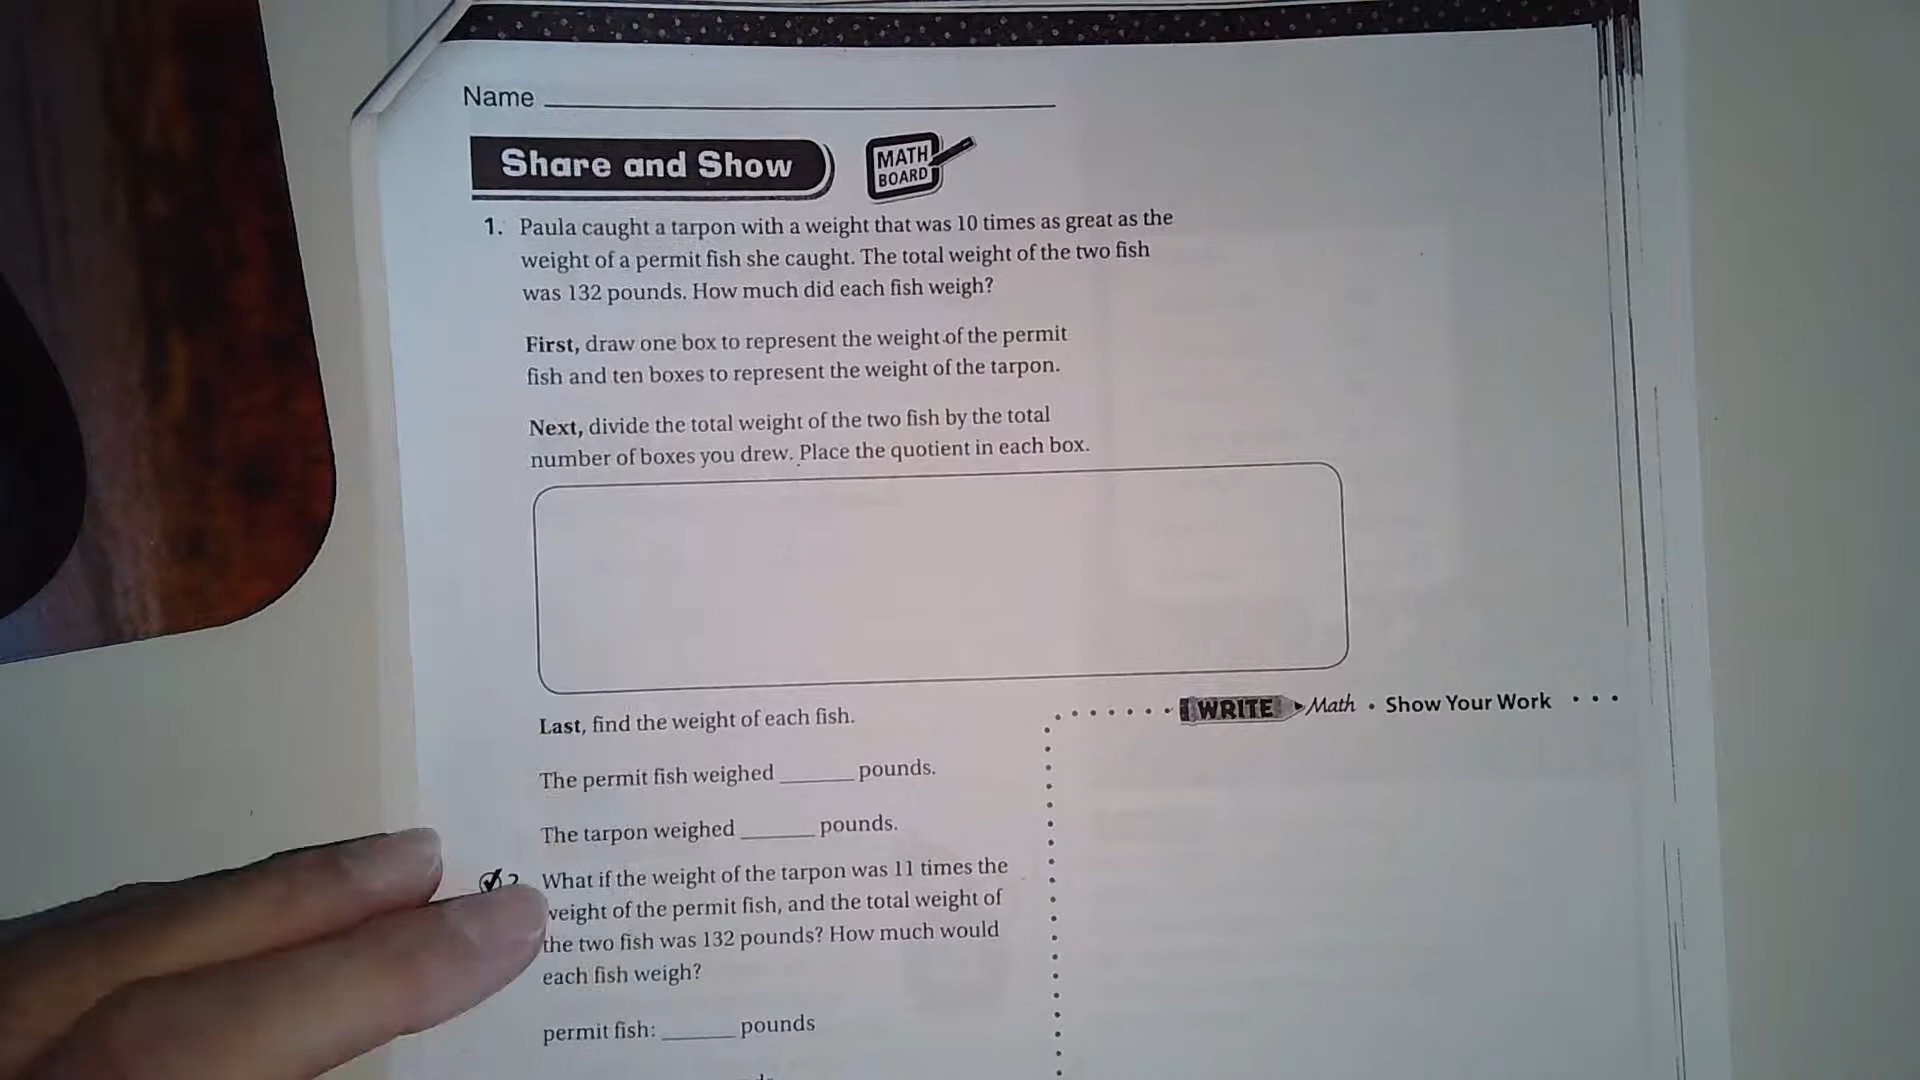 Name
Share and Show
MATH
BOARD
1. Paula caught a tarpon with a weight that was 10 times as great as the
weight of a permit fish she caught. The total weight of the two fish
was 132 pounds. How much did each fish weigh?
First, draw one box to represent the weight of the permit
fish and ten boxes to represent the weight of the tarpon.
Next, divide the total weight of the two fish by the total
number of boxes you drew. Place the quotient in each box.
WRITE Math • Show Your Work
Last, find the weight of each fish.
The permit fish weighed ______ pounds.
The tarpon weighed ______ pounds.
What if the weight of the tarpon was 11 times the
weight of the permit fish, and the total weight of
the two fish was 132 pounds? How much would
each fish weigh?
permit fish: ______ pounds